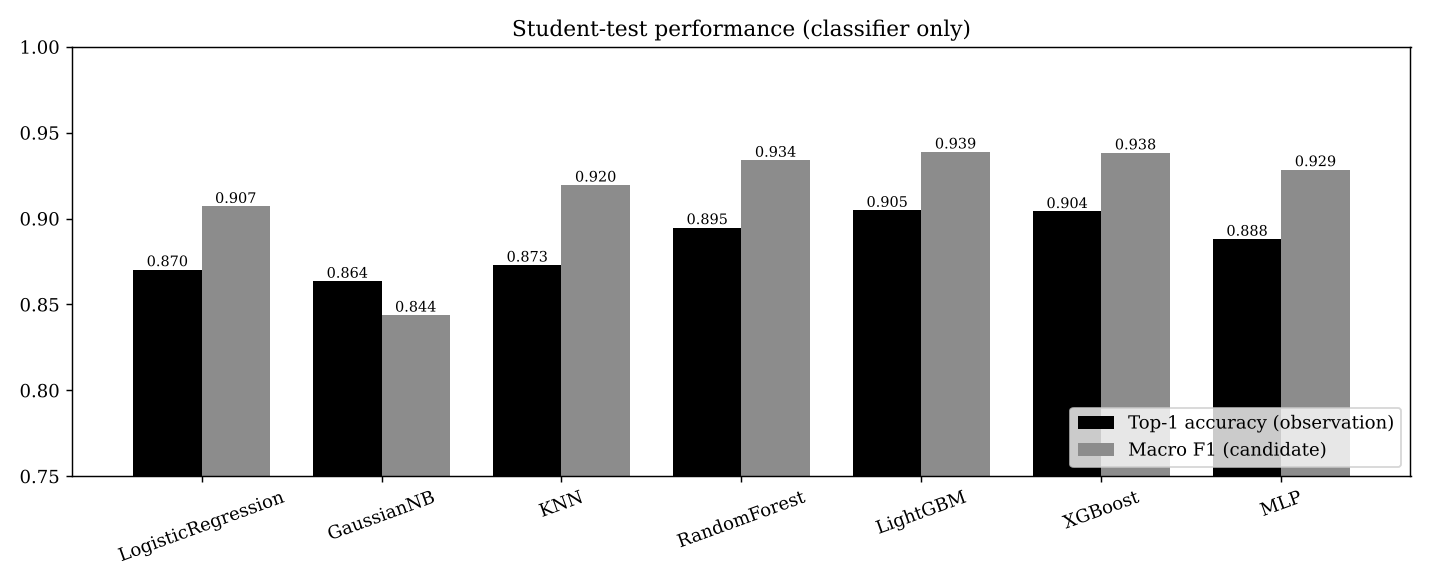 Student-test performance (classifier only)
1.00
0.95
0.90
0.85
0.80
0.75
0.870
0.907
0.864
0.844
0.873
0.920
0.895
0.934
0.905
0.939
0.904
0.938
0.888
0.929
Top-1 accuracy (observation)
Macro F1 (candidate)
LogisticRegression
GaussianNB
KNN
RandomForest
LightGBM
XGBoost
MLP